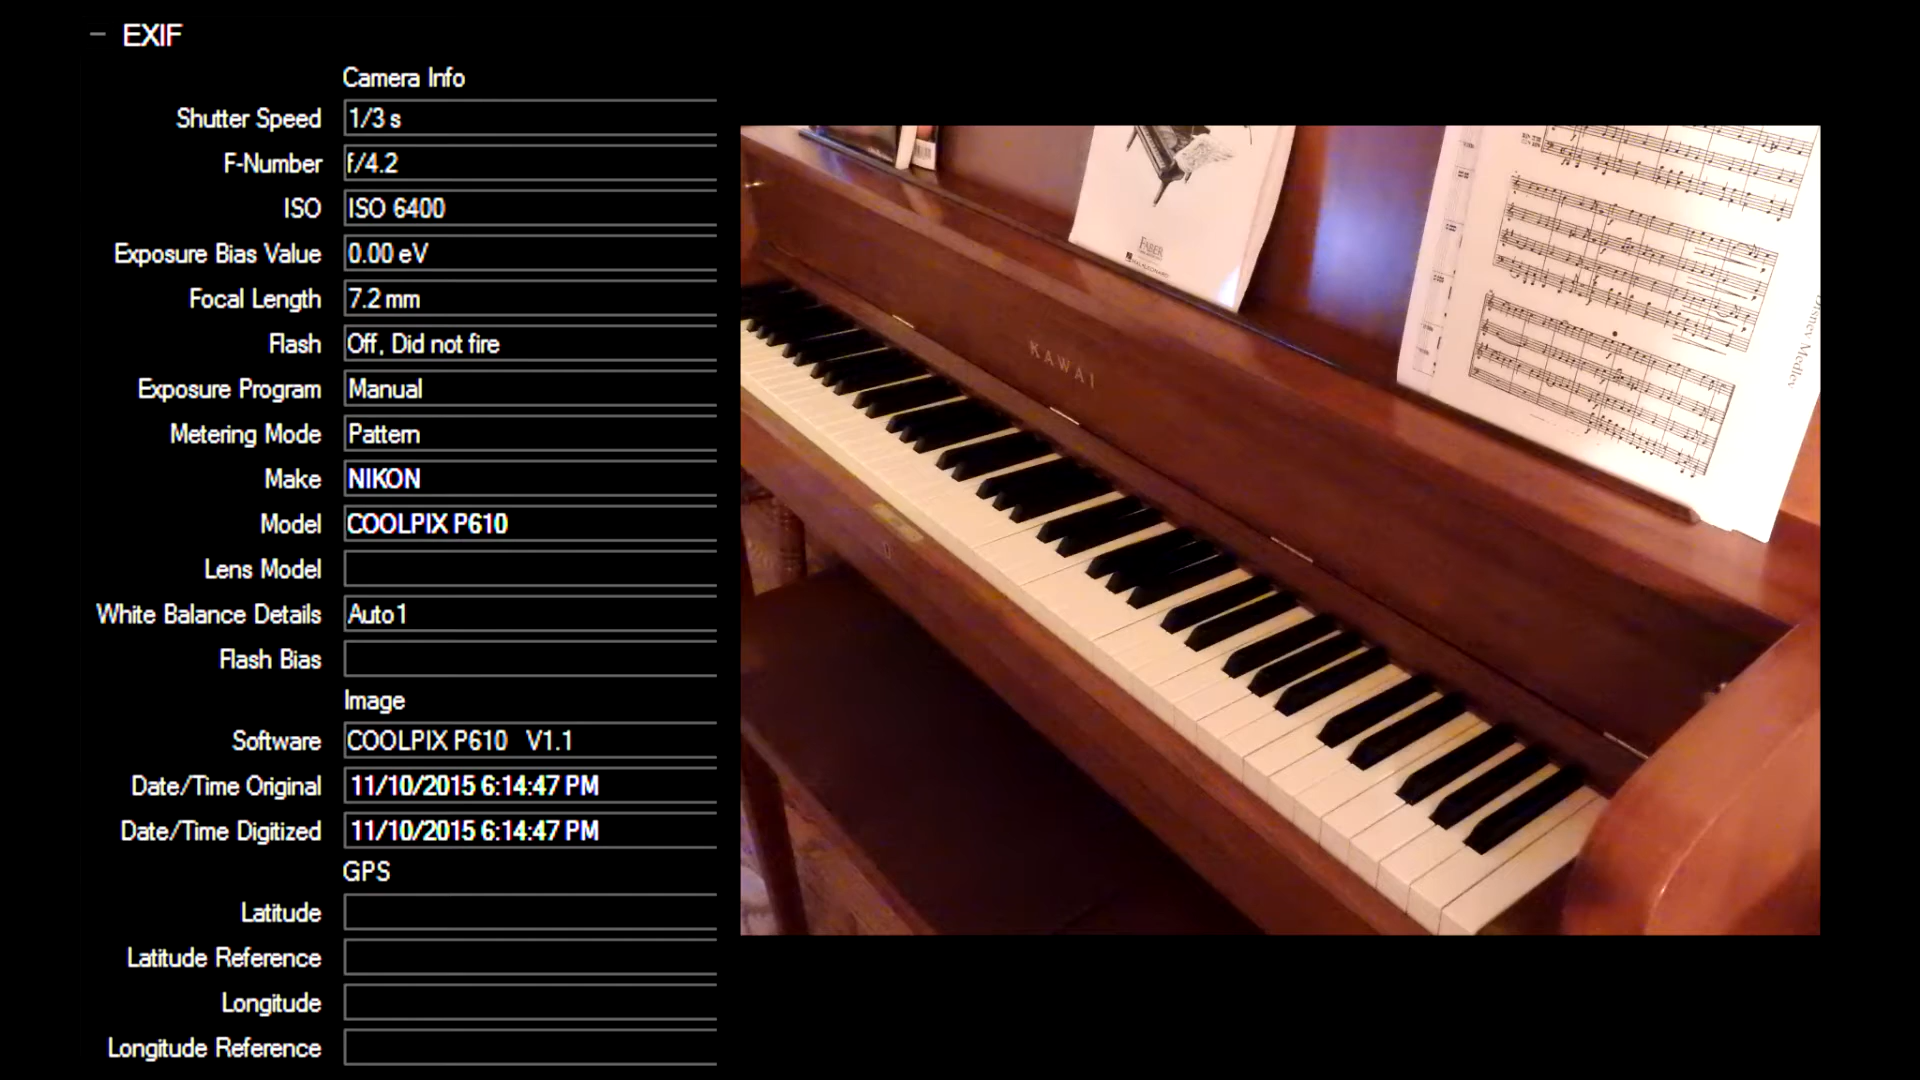 EXIF
Camera Info
Shutter Speed 1/3 s
F-Number f/4.2
ISO ISO 6400
Exposure Bias Value 0.00 eV
Focal Length 7.2 mm
Flash Off, Did not fire
Exposure Program Manual
Metering Mode Pattern
Make NIKON
Model COOLPIX P610
Lens Model
White Balance Details Auto1
Flash Bias
Image
Software COOLPIX P610 V1.1
Date/Time Original 11/10/2015 6:14:47 PM
Date/Time Digitized 11/10/2015 6:14:47 PM
GPS
Latitude
Latitude Reference
Longitude
Longitude Reference
FABER
KAWAI
Disney Medley